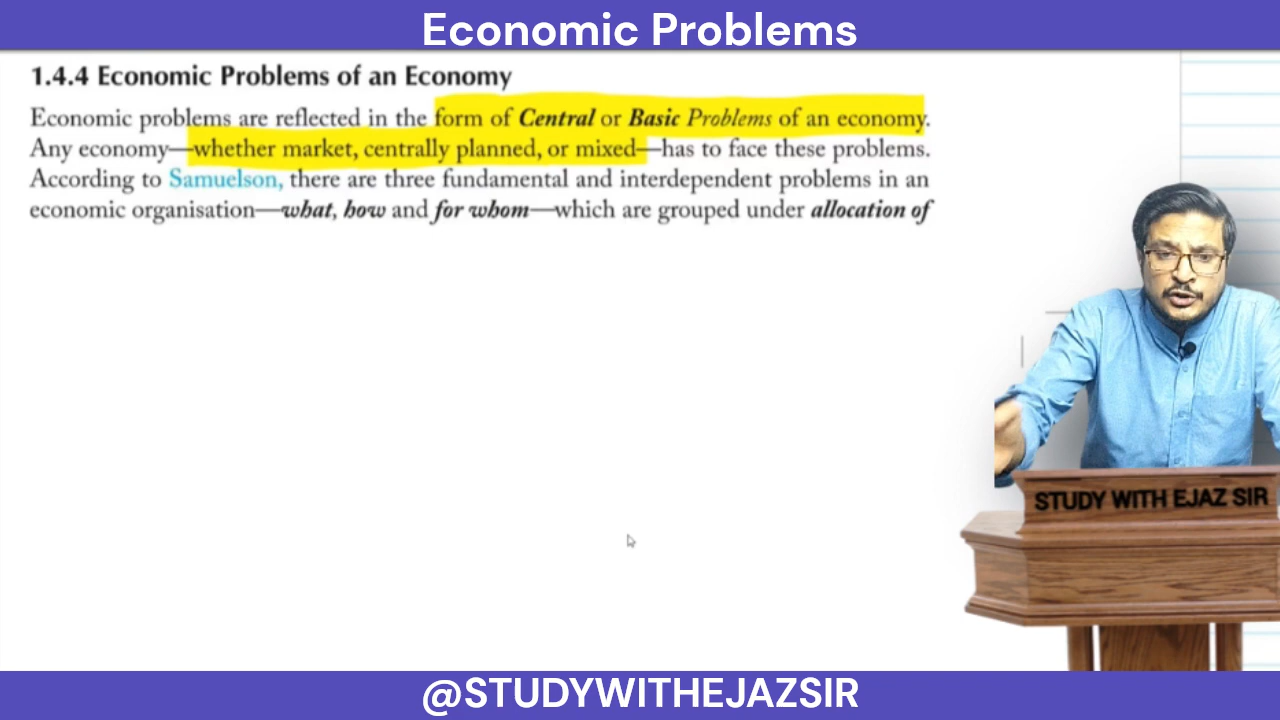 Economic Problems
1.4.4 Economic Problems of an Economy
Economic problems are reflected in the form of Central or Basic Problems of an economy.
Any economy—whether market, centrally planned, or mixed—has to face these problems.
According to Samuelson, there are three fundamental and interdependent problems in an
economic organisation—what, how and for whom—which are grouped under allocation of
STUDY WITH EJAZ SIR
@STUDYWITHEJAZSIR